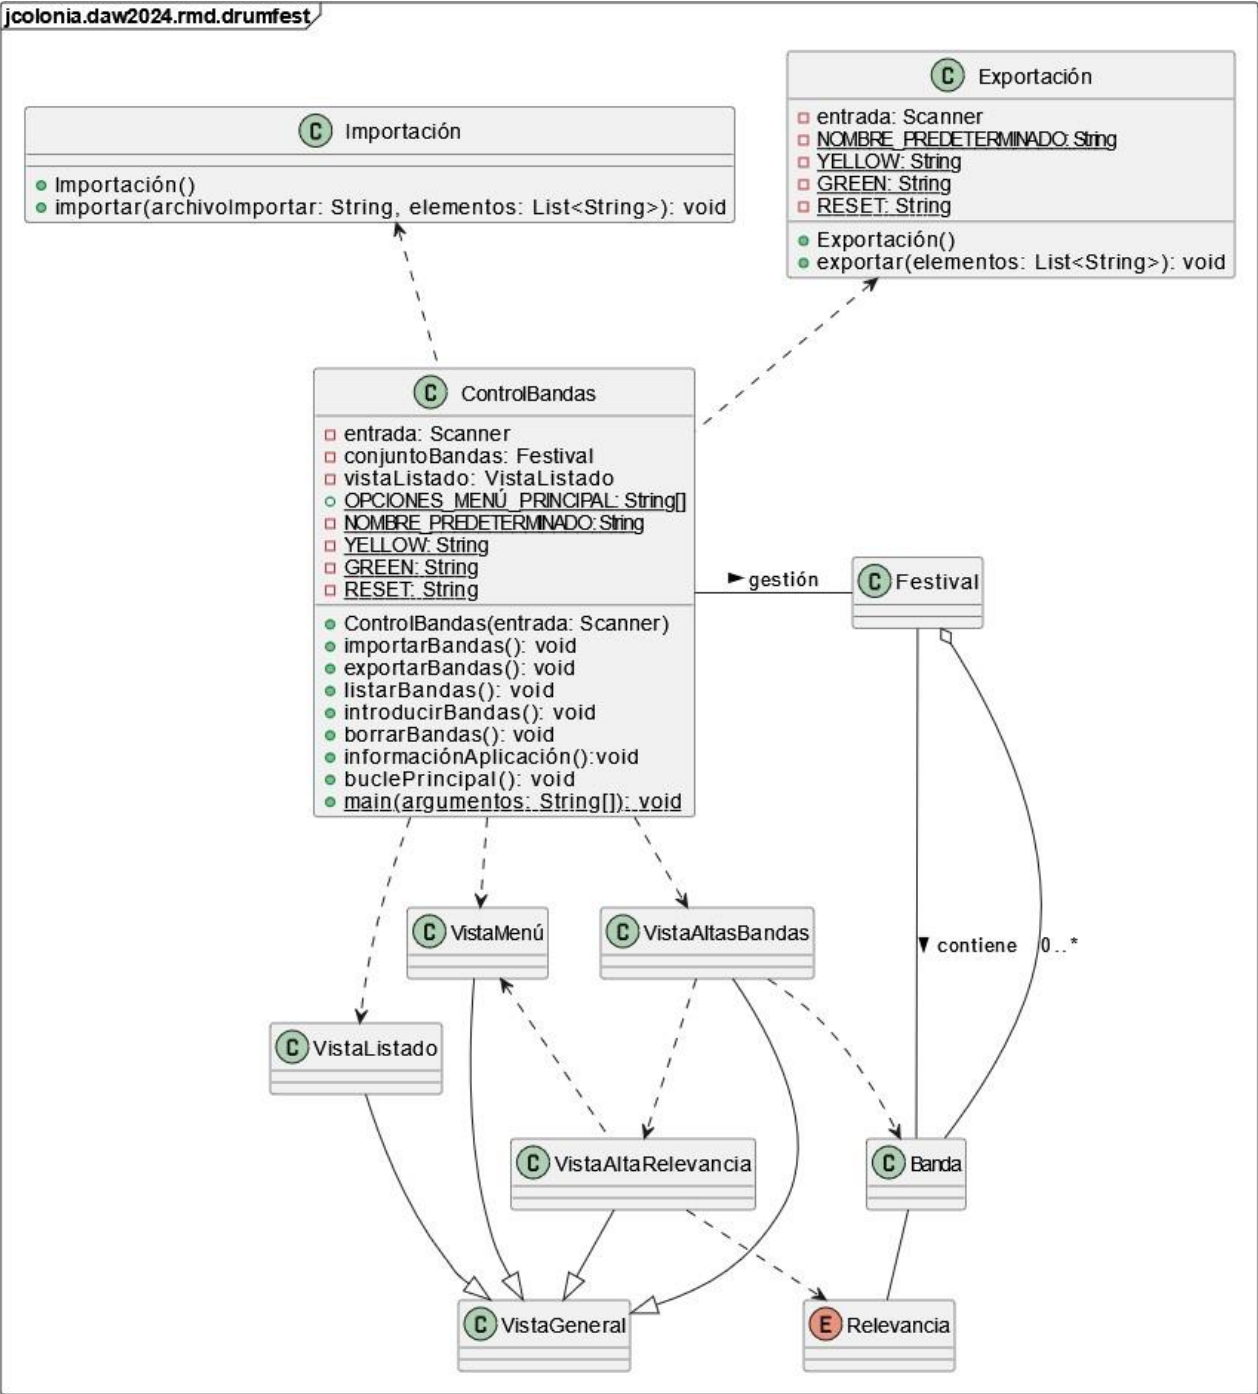 jcolonia.daw2024.rmd.drumfest
C Exportación
entrada: Scanner
NOMBRE_PREDETERMINADO: String
YELLOW: String
GREEN: String
RESET: String
Exportación()
exportar(elementos: List<String>): void
C Importación
Importación()
importar(archivoImportar: String, elementos: List<String>): void
C ControlBandas
entrada: Scanner
conjuntoBandas: Festival
vistaListado: VistaListado
OPCIONES_MENÚ_PRINCIPAL: String[]
NOMBRE_PREDETERMINADO: String
YELLOW: String
GREEN: String
RESET: String
ControlBandas(entrada: Scanner)
importarBandas(): void
exportarBandas(): void
listarBandas(): void
introducirBandas(): void
borrarBandas(): void
informaciónAplicación():void
buclePrincipal(): void
main(argumentos: String[]): void
gestión
C Festival
C VistaMenú
C VistaAltasBandas
contiene
0..*
C VistaListado
C VistaAltaRelevancia
C Banda
C VistaGeneral
E Relevancia